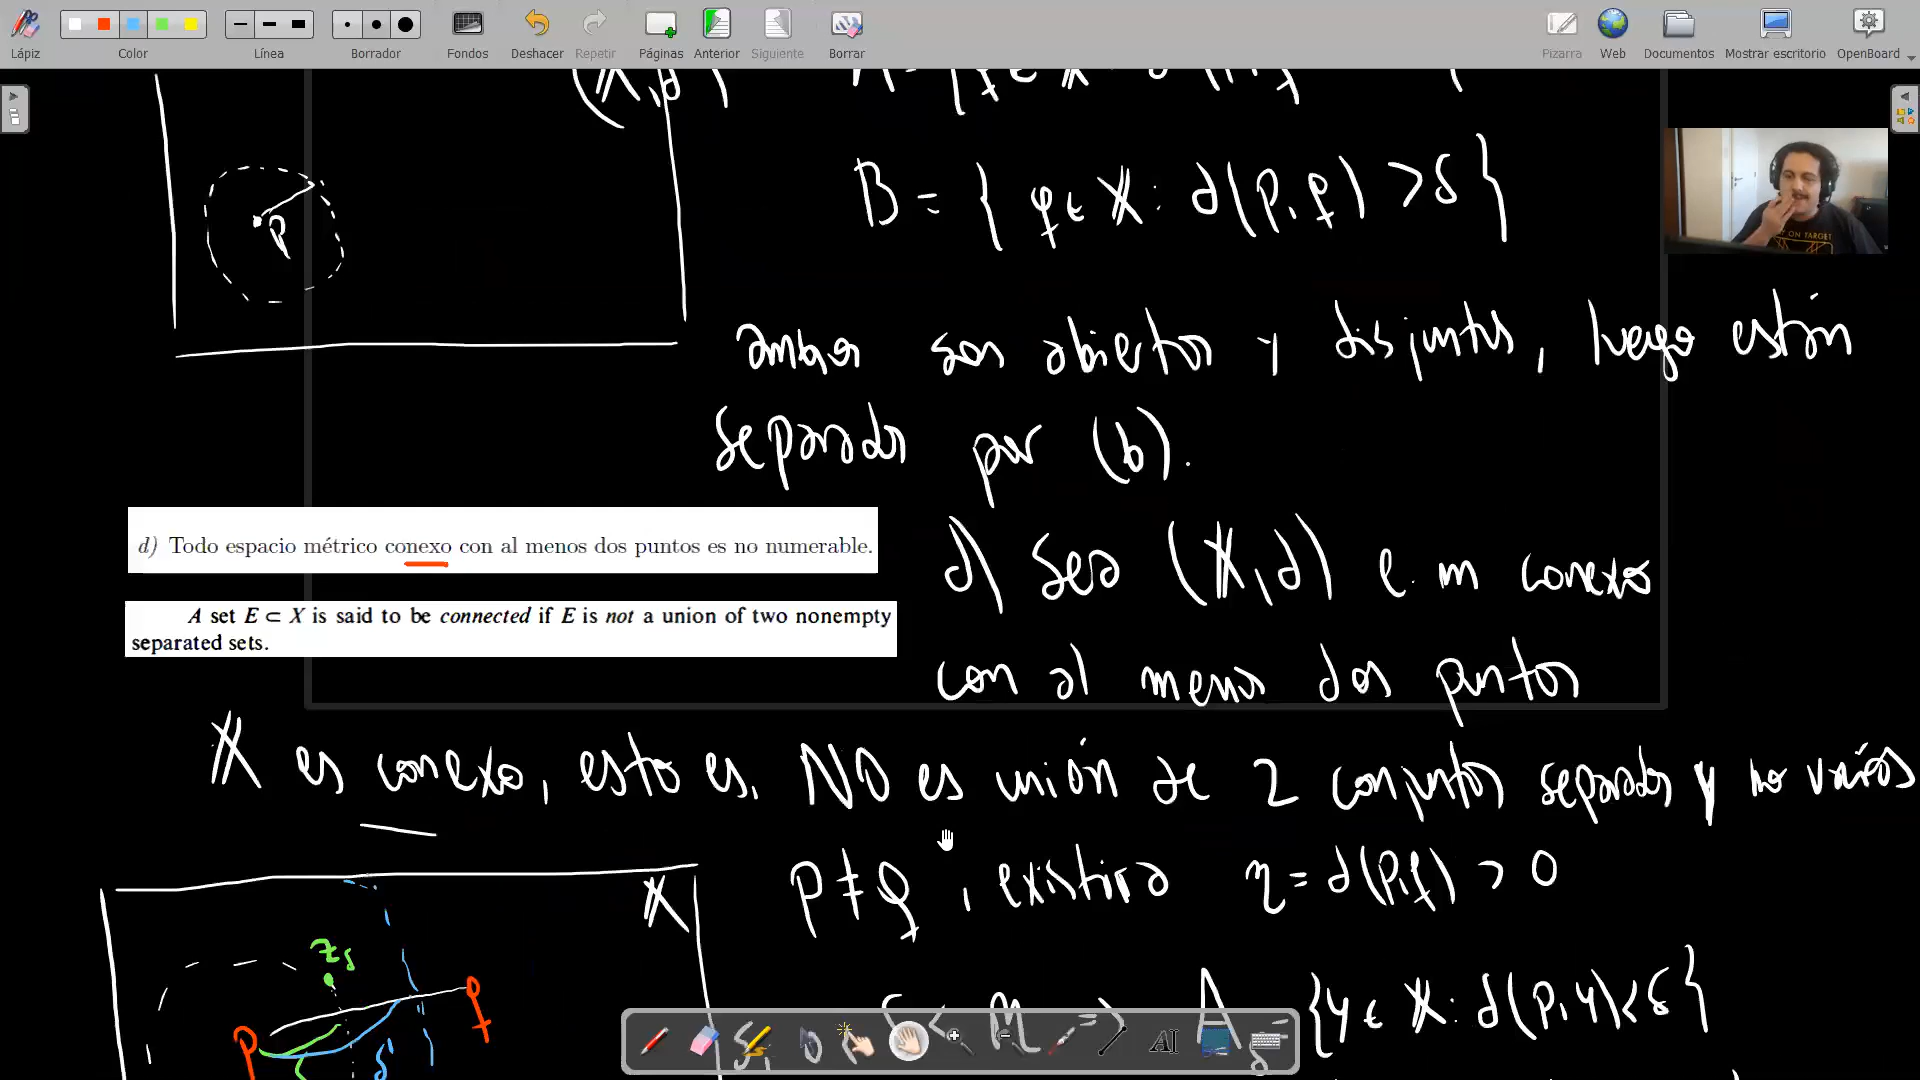 Lápiz Color Línea Borrador Fondos Deshacer Repetir Páginas Anterior Siguiente Borrar Pizarra Web Documentos Mostrar escritorio OpenBoard
(X,d)
B = { q ∈ X : d(p,q) > δ }
p
ambos son abiertos y disjuntos, luego están
separados por (b).
d) Todo espacio métrico conexo con al menos dos puntos es no numerable.
d) Sea (X,d) e.m conexo
A set E ⊂ X is said to be connected if E is not a union of two nonempty
separated sets.
con al menos dos puntos
X es conexo, esto es, NO es unión de 2 conjuntos separados y no vacíos
p ≠ q , existirá η = d(p,q) > 0
X
z_δ
A_δ = {y ∈ X : d(p,y) < δ}
p
q
δ'